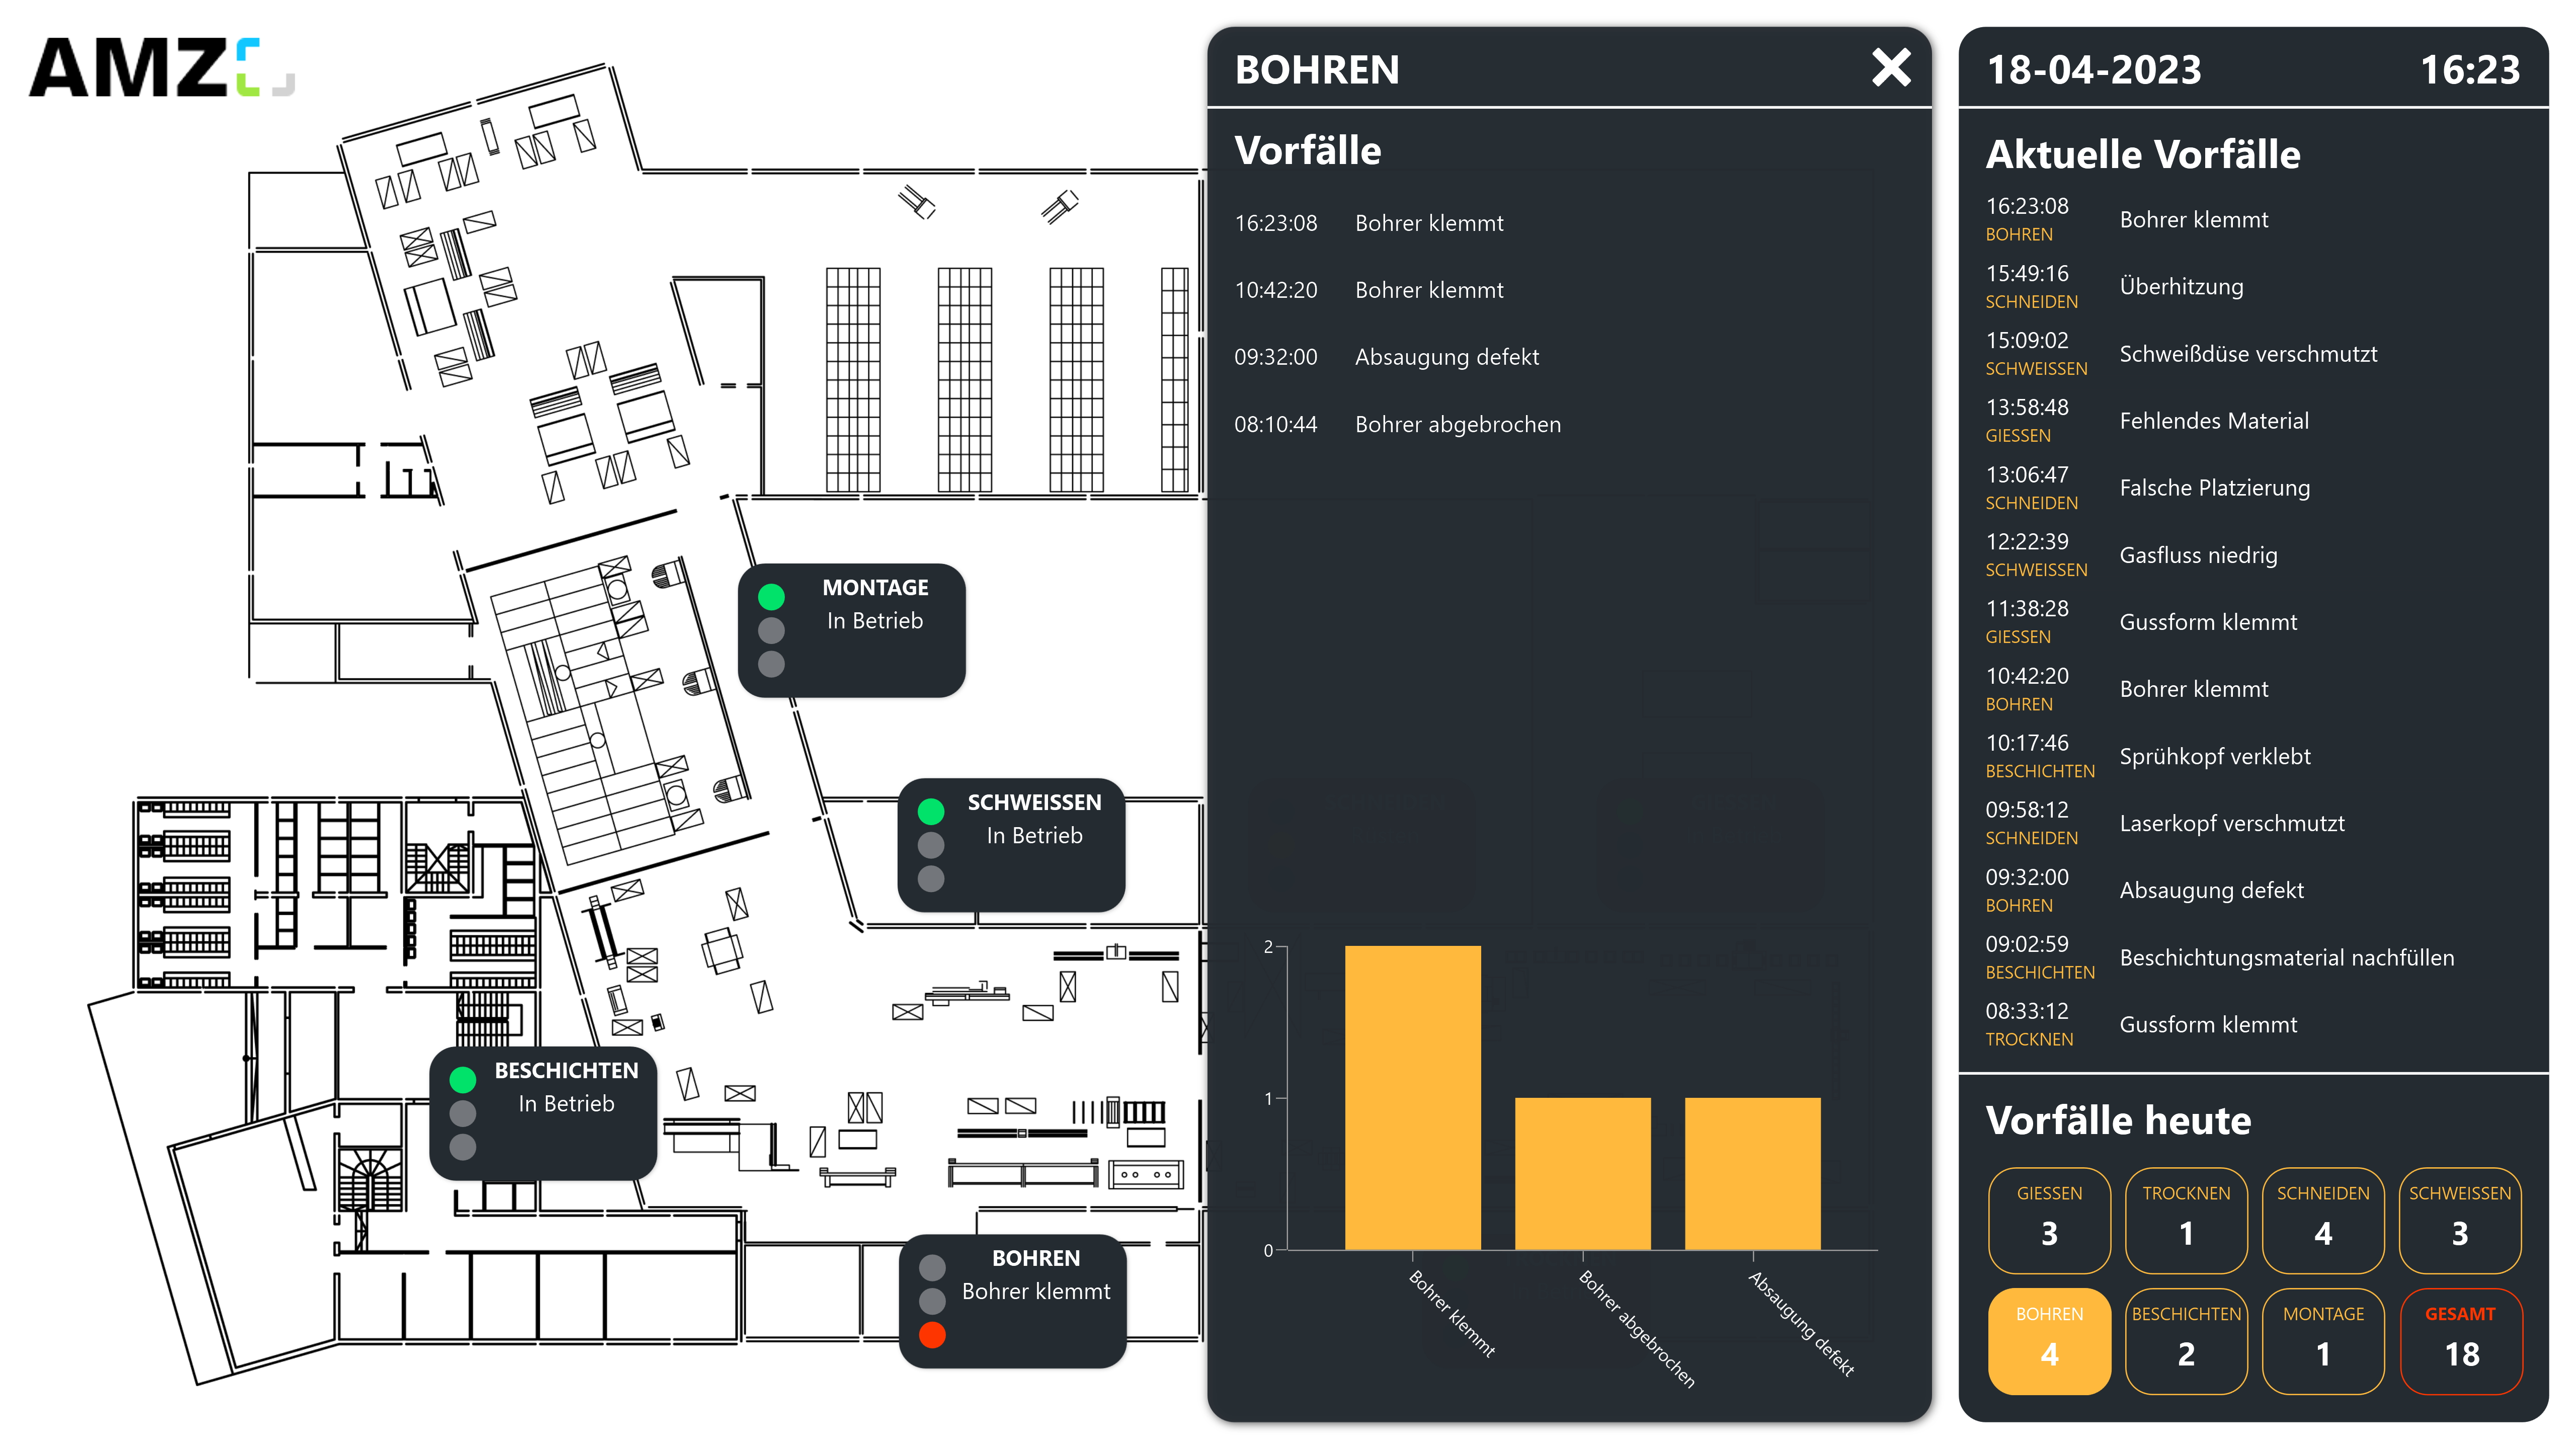 AMZ
MONTAGE
In Betrieb
SCHWEISSEN
In Betrieb
BESCHICHTEN
In Betrieb
BOHREN
Bohrer klemmt
BOHREN
Vorfälle
16:23:08 Bohrer klemmt
10:42:20 Bohrer klemmt
09:32:00 Absaugung defekt
08:10:44 Bohrer abgebrochen
2
1
0
Bohrer klemmt
Bohrer abgebrochen
Absaugung defekt
18-04-2023 16:23
Aktuelle Vorfälle
16:23:08
BOHREN
Bohrer klemmt
15:49:16
SCHNEIDEN
Überhitzung
15:09:02
SCHWEISSEN
Schweißdüse verschmutzt
13:58:48
GIESSEN
Fehlendes Material
13:06:47
SCHNEIDEN
Falsche Platzierung
12:22:39
SCHWEISSEN
Gasfluss niedrig
11:38:28
GIESSEN
Gussform klemmt
10:42:20
BOHREN
Bohrer klemmt
10:17:46
BESCHICHTEN
Sprühkopf verklebt
09:58:12
SCHNEIDEN
Laserkopf verschmutzt
09:32:00
BOHREN
Absaugung defekt
09:02:59
BESCHICHTEN
Beschichtungsmaterial nachfüllen
08:33:12
TROCKNEN
Gussform klemmt
Vorfälle heute
GIESSEN
3
TROCKNEN
1
SCHNEIDEN
4
SCHWEISSEN
3
BOHREN
4
BESCHICHTEN
2
MONTAGE
1
GESAMT
18